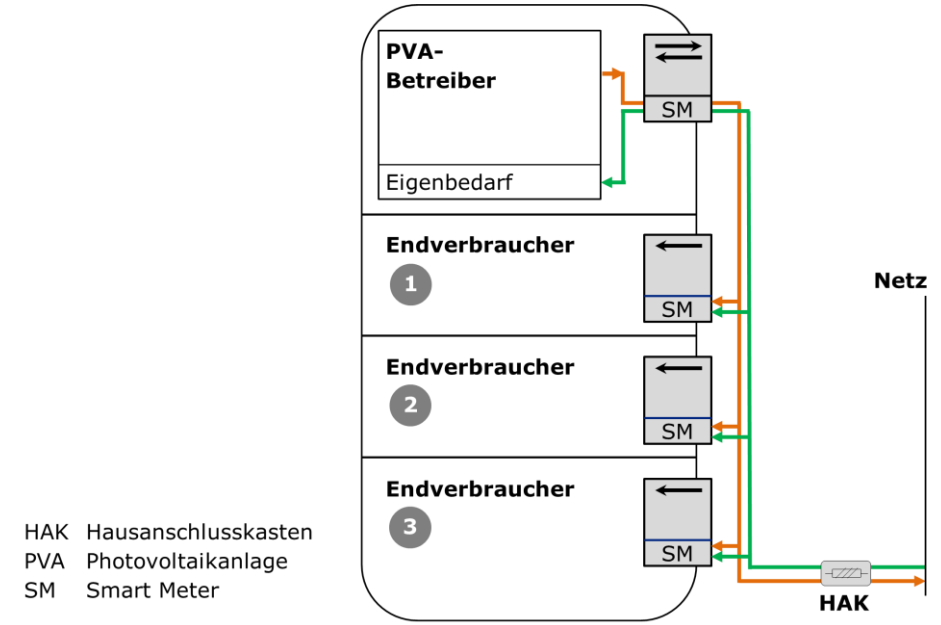 PVA-
Betreiber
SM
Eigenbedarf
Endverbraucher
1
SM
Netz
Endverbraucher
2
SM
Endverbraucher
3
SM
HAK Hausanschlusskasten
PVA Photovoltaikanlage
SM Smart Meter
HAK